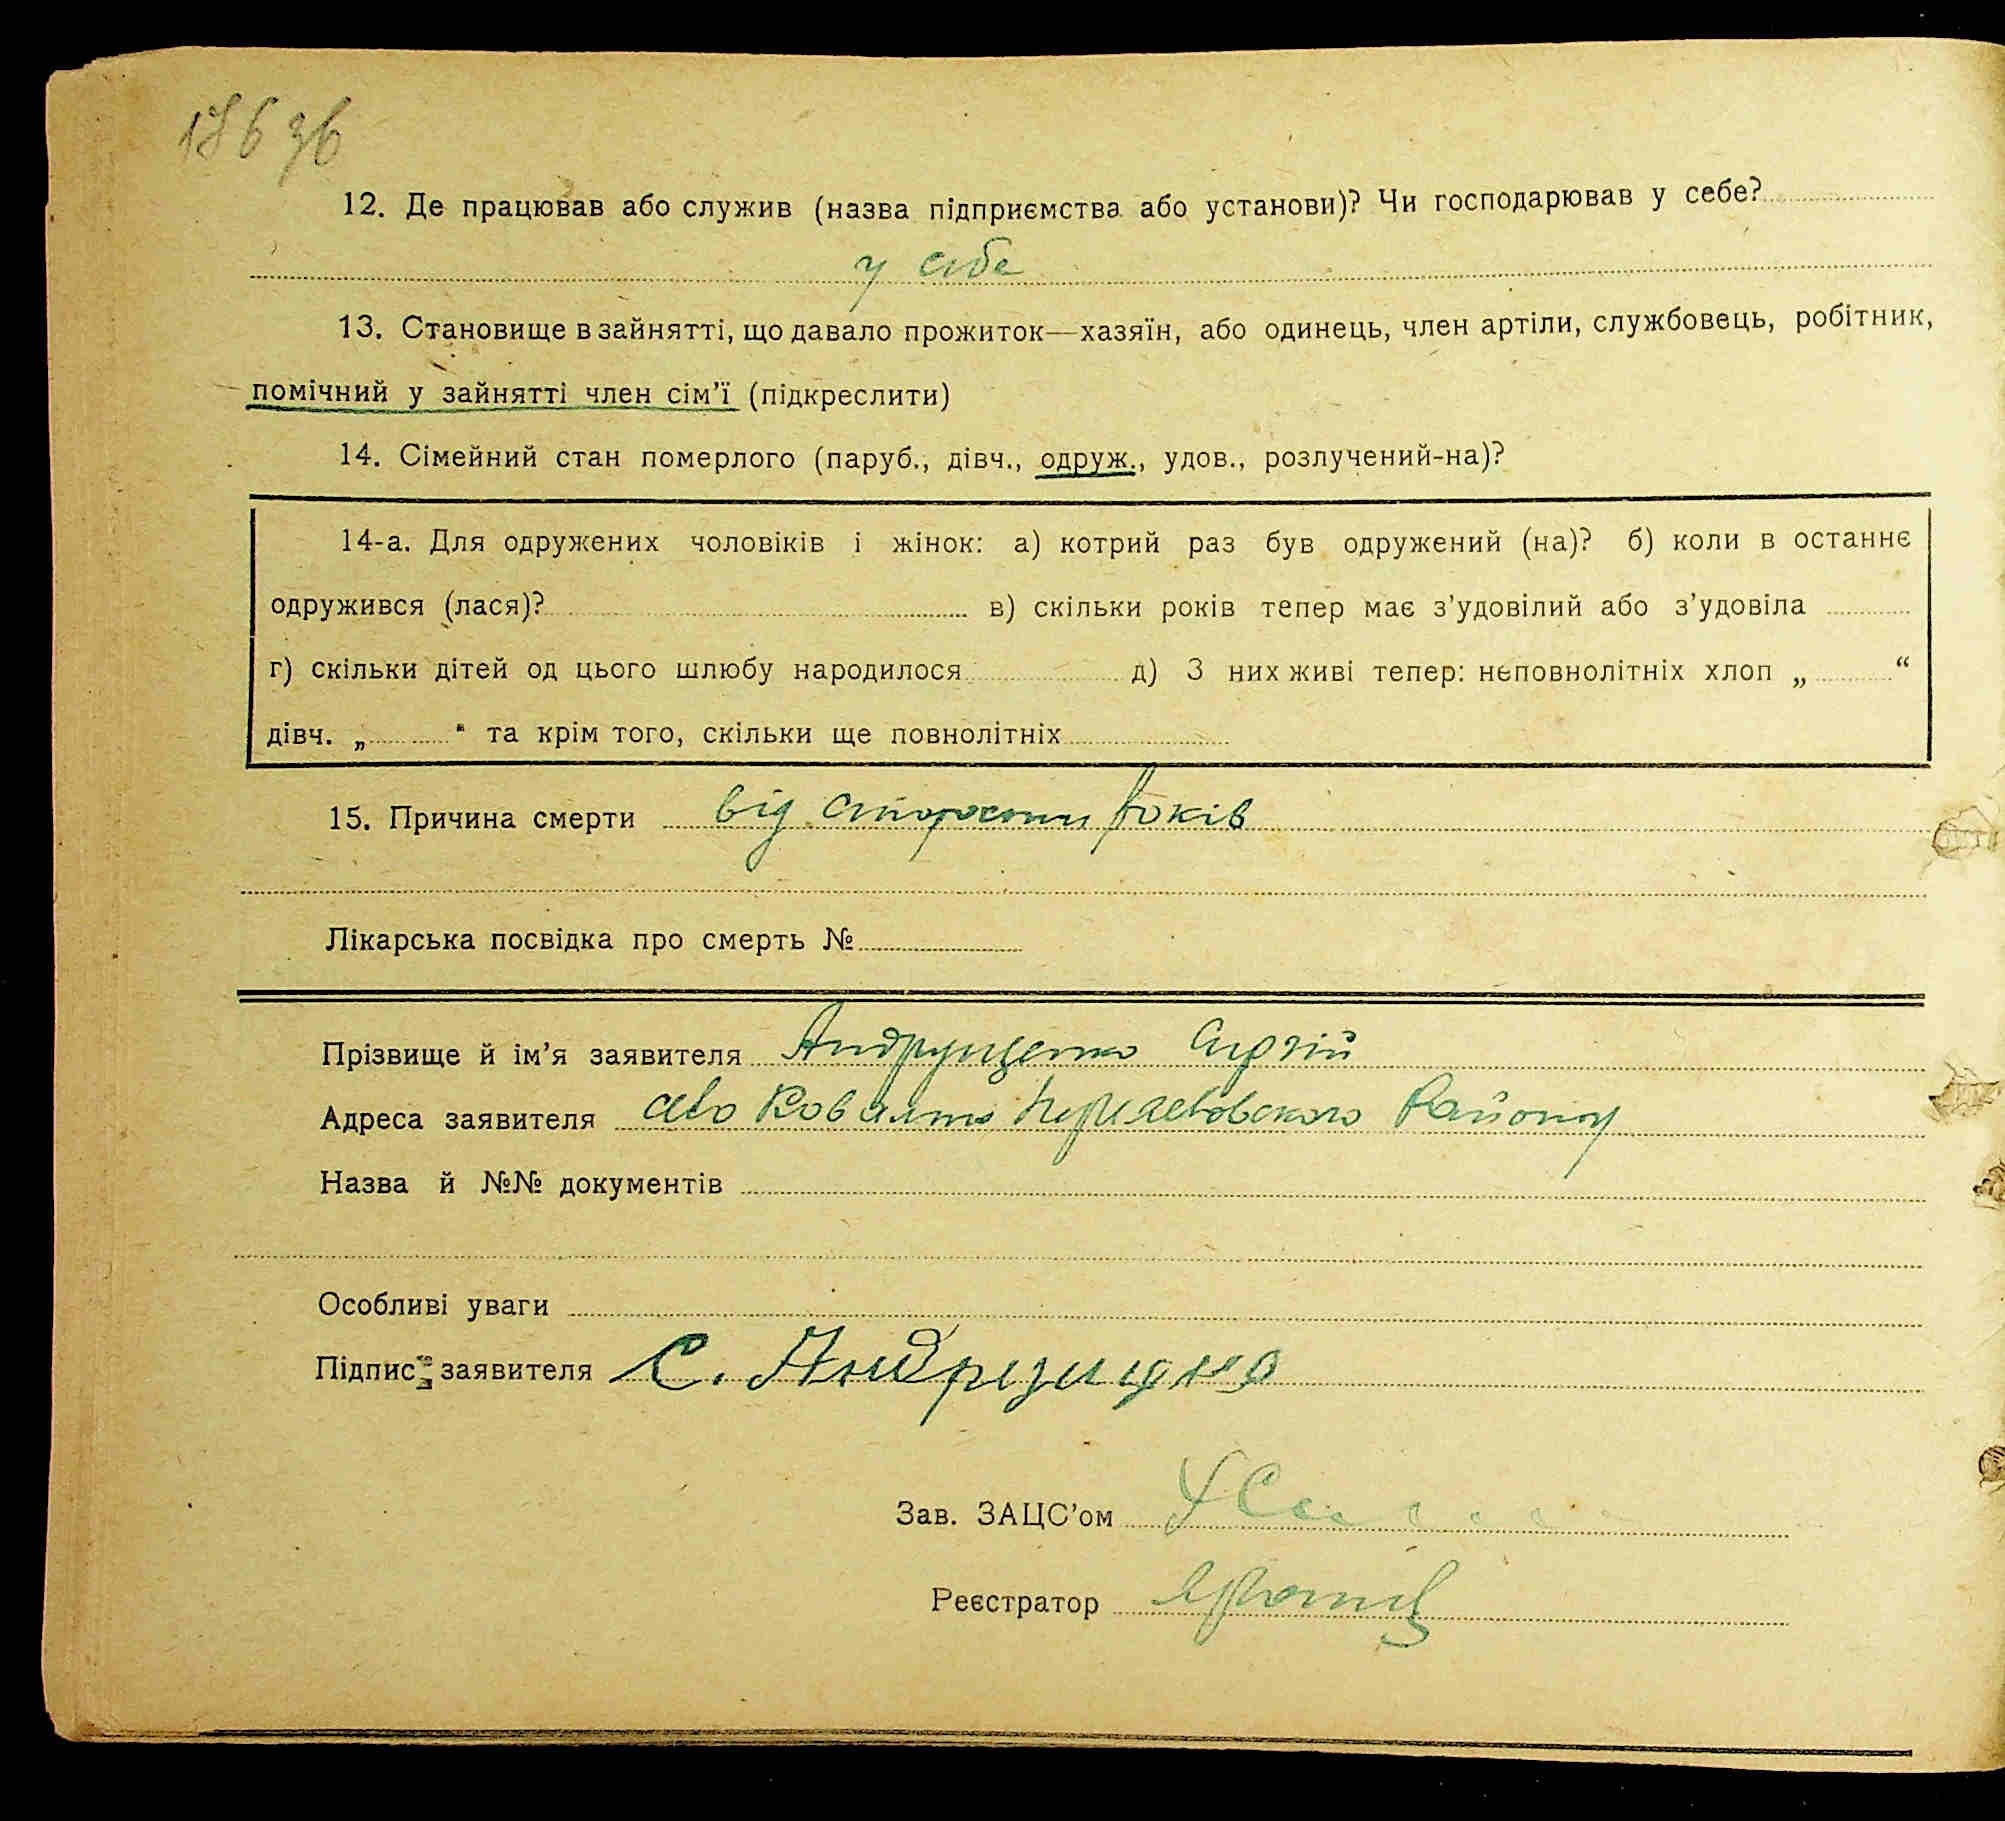 17636
12. Де працював або служив (назва підприємства або установи)? Чи господарював у себе?
у себе
13. Становище в зайнятті, що давало прожиток—хазяїн, або одинець, член артіли, службовець, робітник,
помічний у зайнятті член сім’ї (підкреслити)
14. Сімейний стан померлого (паруб., дівч., одруж., удов., розлучений-на)?
14-а. Для одружених чоловіків і жінок: а) котрий раз був одружений (на)? б) коли в останнє
одружився (лася)? в) скільки років тепер має з’удовілий або з’удовіла
г) скільки дітей од цього шлюбу народилося д) З них живі тепер: неповнолітніх хлоп „ “
дівч. „ “ та крім того, скільки ще повнолітніх
15. Причина смерти від старости років
Лікарська посвідка про смерть №
Прізвище й ім’я заявителя Андрущенко Сергій
Адреса заявителя село Району
Назва й №№ документів
Особливі уваги
Підпис заявителя С. Андрущенко
Зав. ЗАЦС’ом
Реєстратор